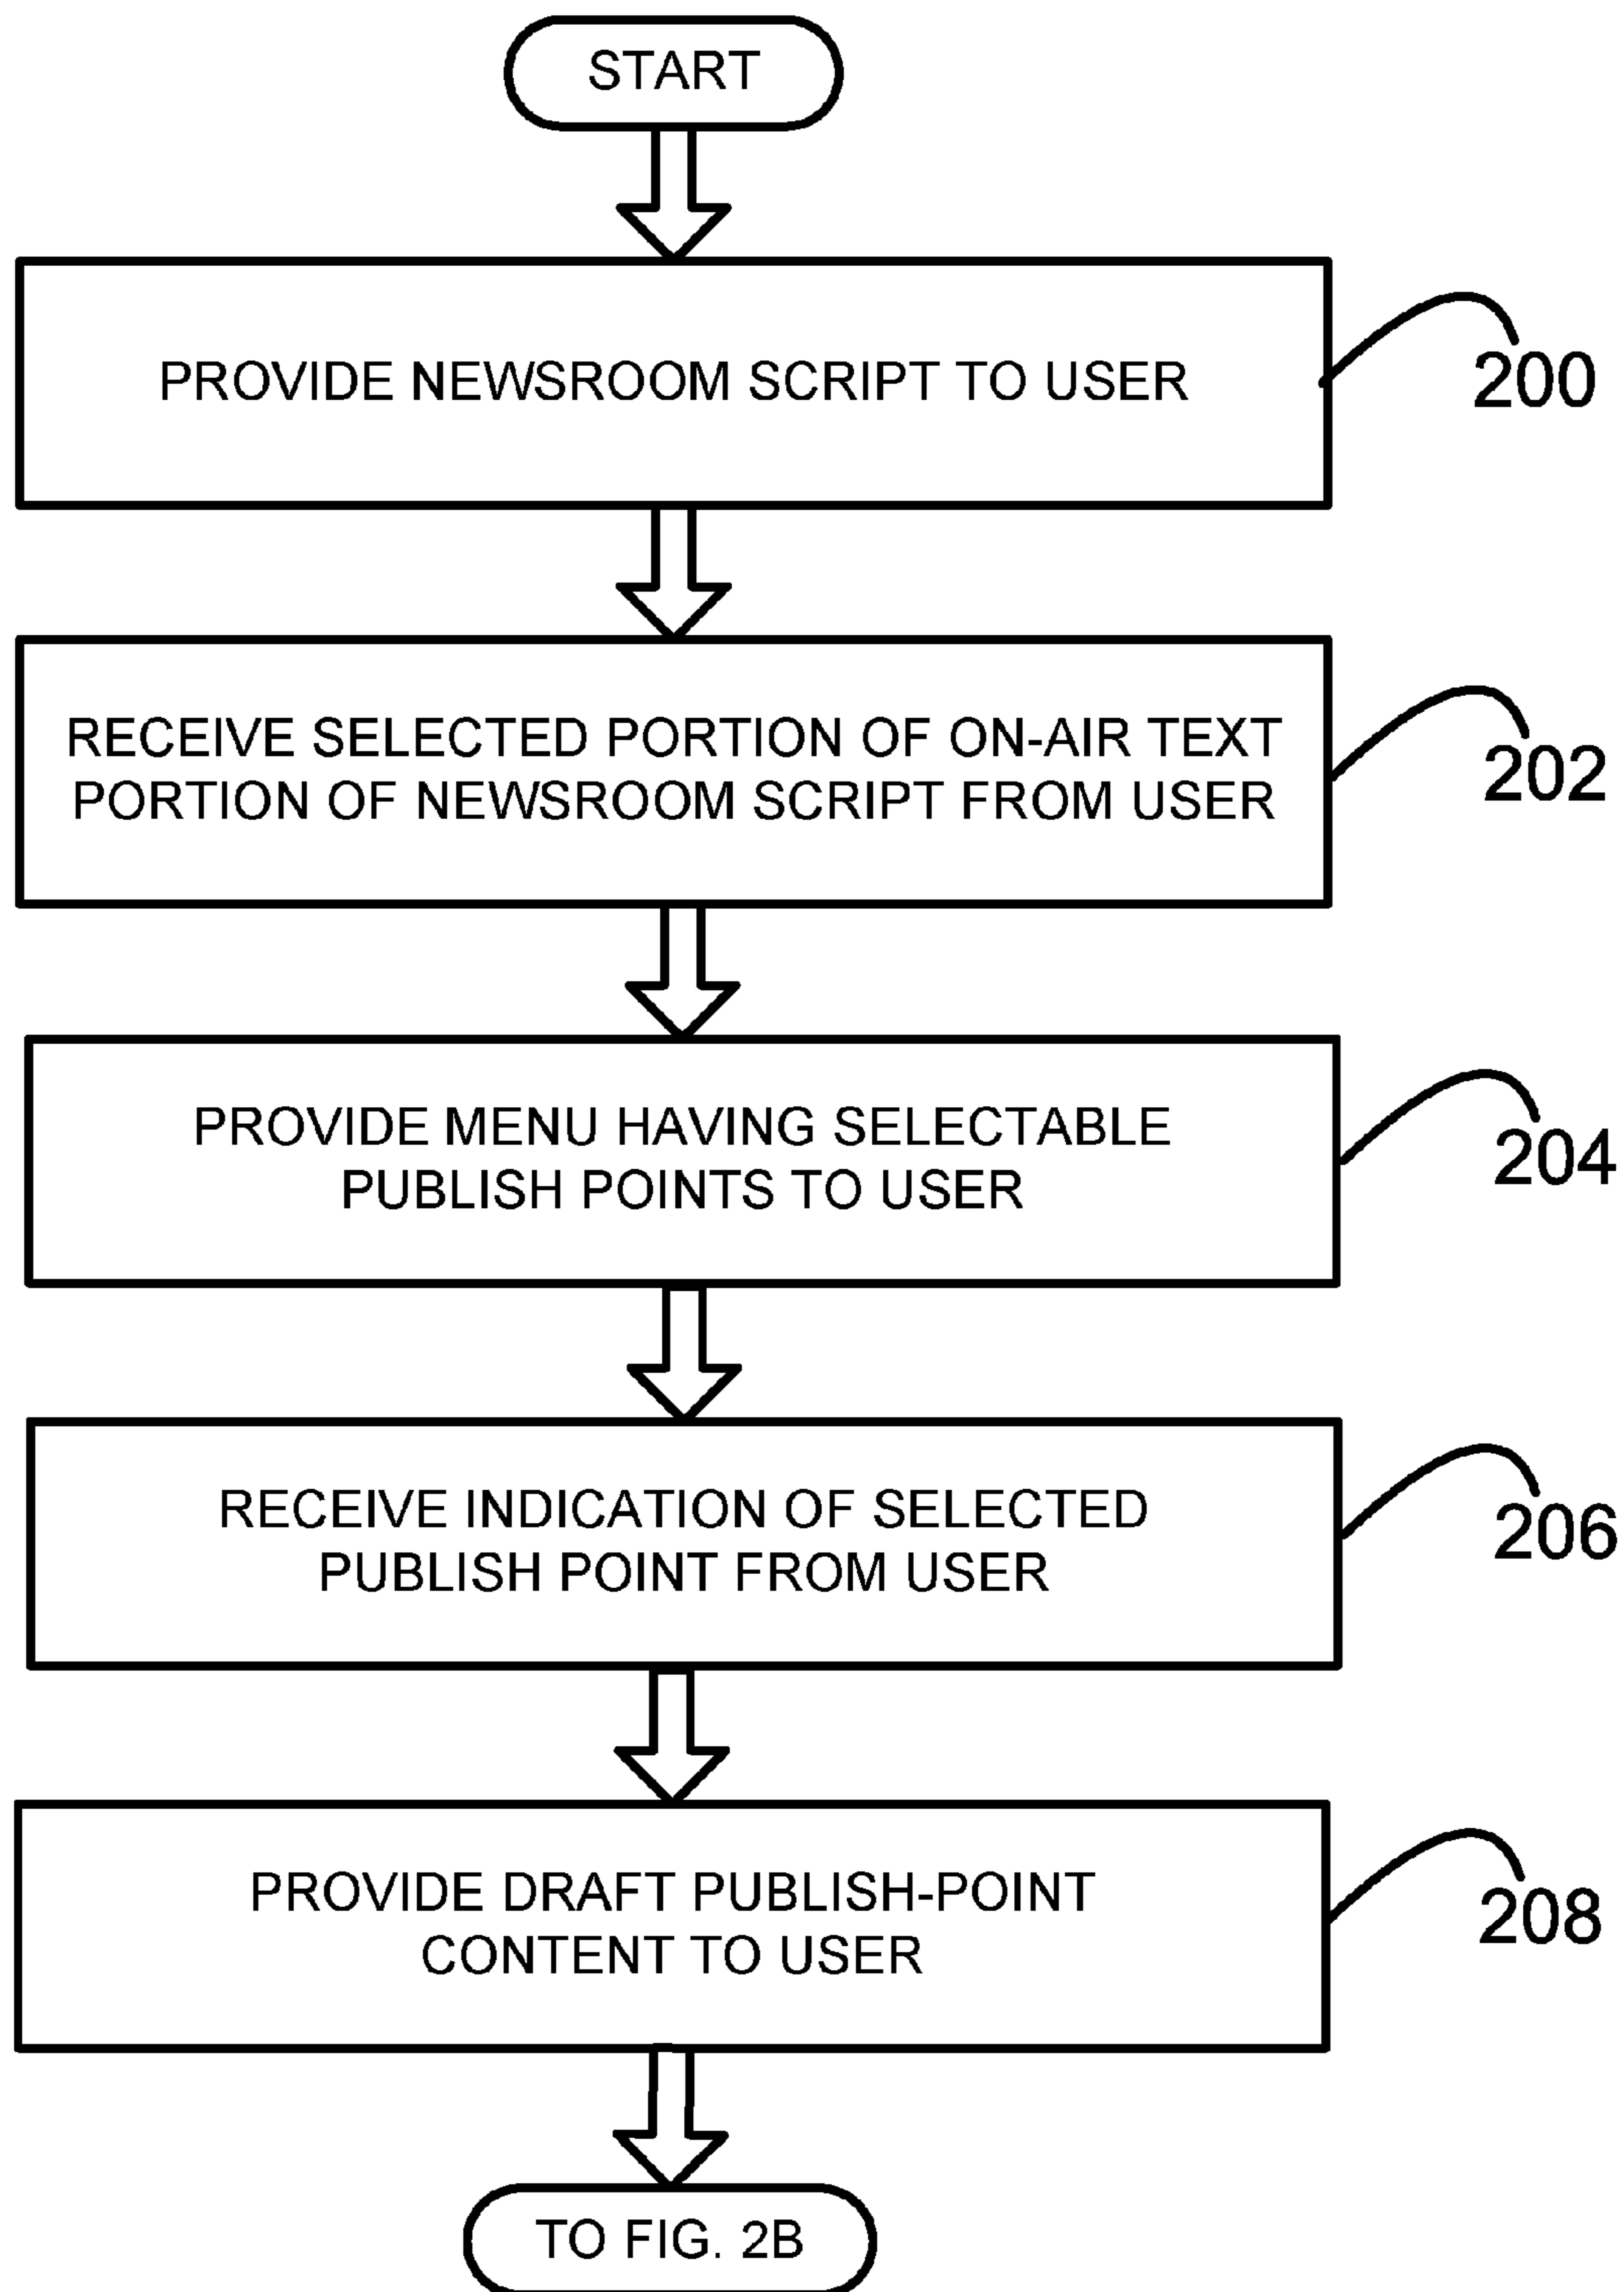 START
PROVIDE NEWSROOM SCRIPT TO USER
200
RECEIVE SELECTED PORTION OF ON-AIR TEXT
PORTION OF NEWSROOM SCRIPT FROM USER
202
PROVIDE MENU HAVING SELECTABLE
PUBLISH POINTS TO USER
204
RECEIVE INDICATION OF SELECTED
PUBLISH POINT FROM USER
206
PROVIDE DRAFT PUBLISH-POINT
CONTENT TO USER
208
TO FIG. 2B